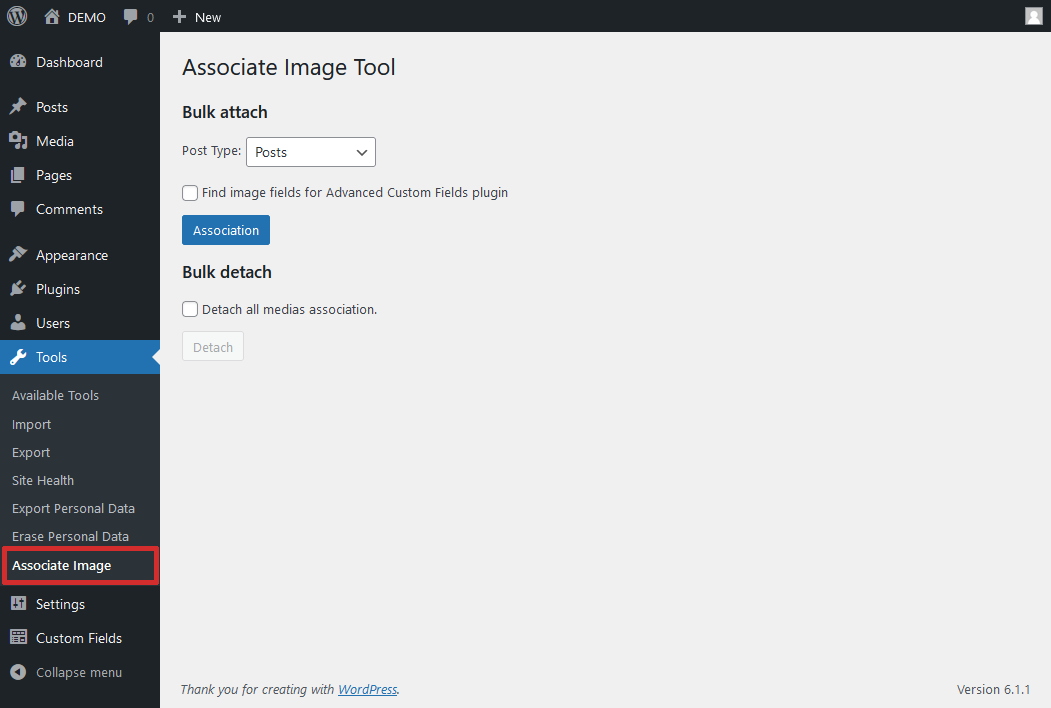 DEMO 0 New
Dashboard
Posts
Media
Pages
Comments
Appearance
Plugins
Users
Tools
Available Tools
Import
Export
Site Health
Export Personal Data
Erase Personal Data
Associate Image
Settings
Custom Fields
Collapse menu
Associate Image Tool
Bulk attach
Post Type: Posts
Find image fields for Advanced Custom Fields plugin
Association
Bulk detach
Detach all medias association.
Detach
Thank you for creating with WordPress.
Version 6.1.1